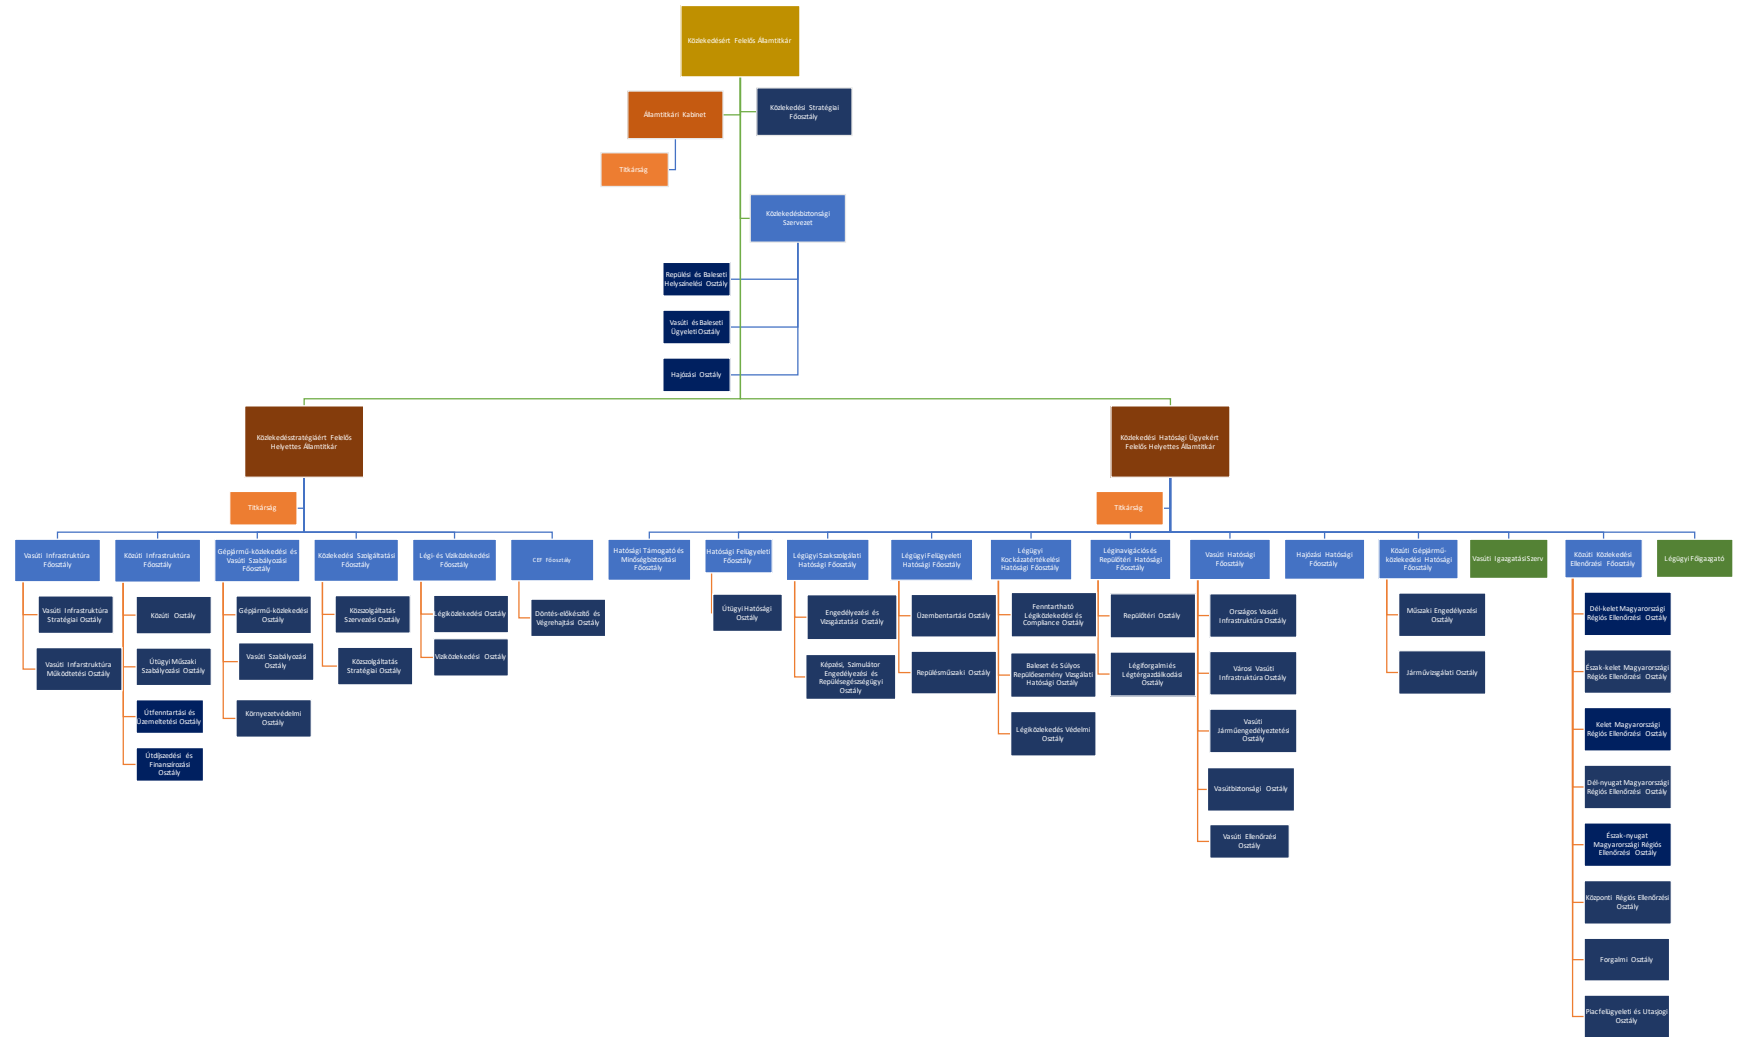 Közlekedésért Felelős Államtitkár
Államtitkári Kabinet
Közlekedési Stratégiai
Főosztály
Titkárság
Közlekedésbiztonsági
Szervezet
Repülési és Baleseti
Helyszínelési Osztály
Vasúti és Baleseti
Ügyeleti Osztály
Hajózási Osztály
Közlekedésstratégiáért Felelős
Helyettes Államtitkár
Közlekedési Hatósági Ügyekért
Felelős Helyettes Államtitkár
Titkárság
Titkárság
Vasúti Infrastruktúra
Főosztály
Közúti Infrastruktúra
Főosztály
Gépjármű-közlekedési és
Vasúti Szabályozási
Főosztály
Közlekedési Szolgáltatási
Főosztály
Légi- és Víziközlekedési
Főosztály
CEF Főosztály
Hatósági Támogató és
Minőségbiztosítási
Főosztály
Hatósági Felügyeleti
Főosztály
Légügyi Szakszolgálati
Hatósági Főosztály
Légügyi Felügyeleti
Hatósági Főosztály
Légügyi
Kockázatértékelési
Hatósági Főosztály
Léginavigációs és
Repülőtéri Hatósági
Főosztály
Vasúti Hatósági
Főosztály
Hajózási Hatósági
Főosztály
Közúti Gépjármű-
közlekedési Hatósági
Főosztály
Vasúti Igazgatási Szerv
Közúti Közlekedési
Ellenőrzési Főosztály
Légügyi Főigazgató
Vasúti Infrastruktúra
Stratégiai Osztály
Vasúti Infarstruktúra
Működtetési Osztály
Közúti Osztály
Útügyi Műszaki
Szabályozási Osztály
Útfenntartási és
Üzemeltetési Osztály
Útdíjszedési és
Finanszírozási
Osztály
Gépjármű-közlekedési
Osztály
Vasúti Szabályozási
Osztály
Környezetvédelmi
Osztály
Közszolgáltatás
Szervezési Osztály
Közszolgáltatás
Stratégiai Osztály
Légiközlekedési Osztály
Víziközlekedési Osztály
Döntés-előkészítő és
Végrehajtási Osztály
Útügyi Hatósági
Osztály
Engedélyezési és
Vizsgáztatási Osztály
Képzési, Szimulátor
Engedélyezési és
Repülésegészségügyi
Osztály
Üzembentartási Osztály
Repülésműszaki Osztály
Fenntartható
Légiközlekedési és
Compliance Osztály
Baleset és Súlyos
Repülőesemény Vizsgálati
Hatósági Osztály
Légiközlekedés Védelmi
Osztály
Repülőtéri Osztály
Légiforgalmi és
Légtérgazdálkodási
Osztály
Országos Vasúti
Infrastruktúra Osztály
Városi Vasúti
Infrastruktúra Osztály
Vasúti
Járműengedélyeztetési
Osztály
Vasútbiztonsági Osztály
Vasúti Ellenőrzési
Osztály
Műszaki Engedélyezési
Osztály
Járművizsgálati Osztály
Dél-kelet Magyarországi
Régiós Ellenőrzési Osztály
Észak-kelet Magyarországi
Régiós Ellenőrzési Osztály
Kelet Magyarországi
Régiós Ellenőrzési Osztály
Dél-nyugat Magyarországi
Régiós Ellenőrzési Osztály
Észak-nyugat
Magyarországi Régiós
Ellenőrzési Osztály
Központi Régiós Ellenőrzési
Osztály
Forgalmi Osztály
Piacfelügyeleti és Utasjogi
Osztály